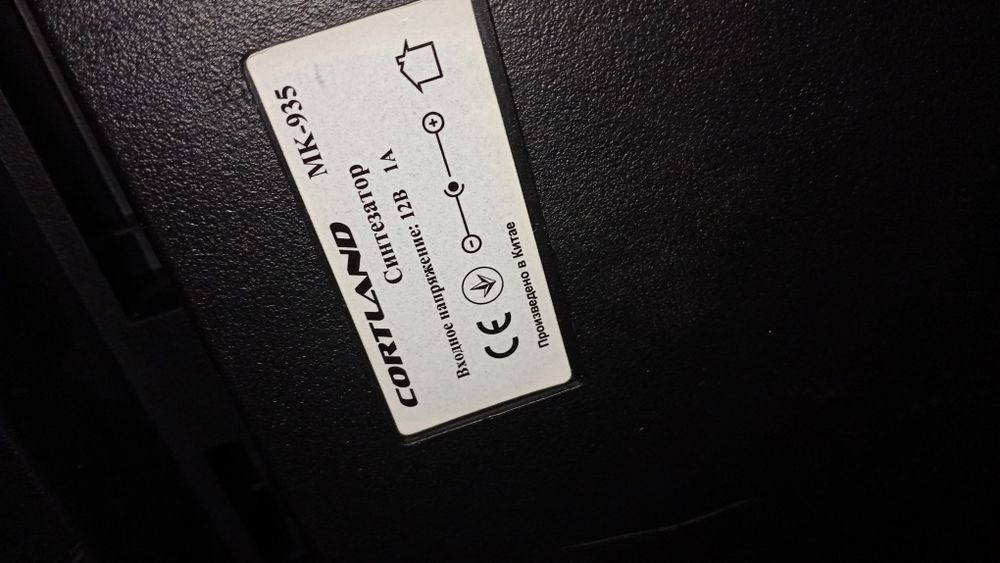 CORTLAND MK-935
Синтезатор
Входное напряжение: 12В 1А
CE
Произведено в Китае